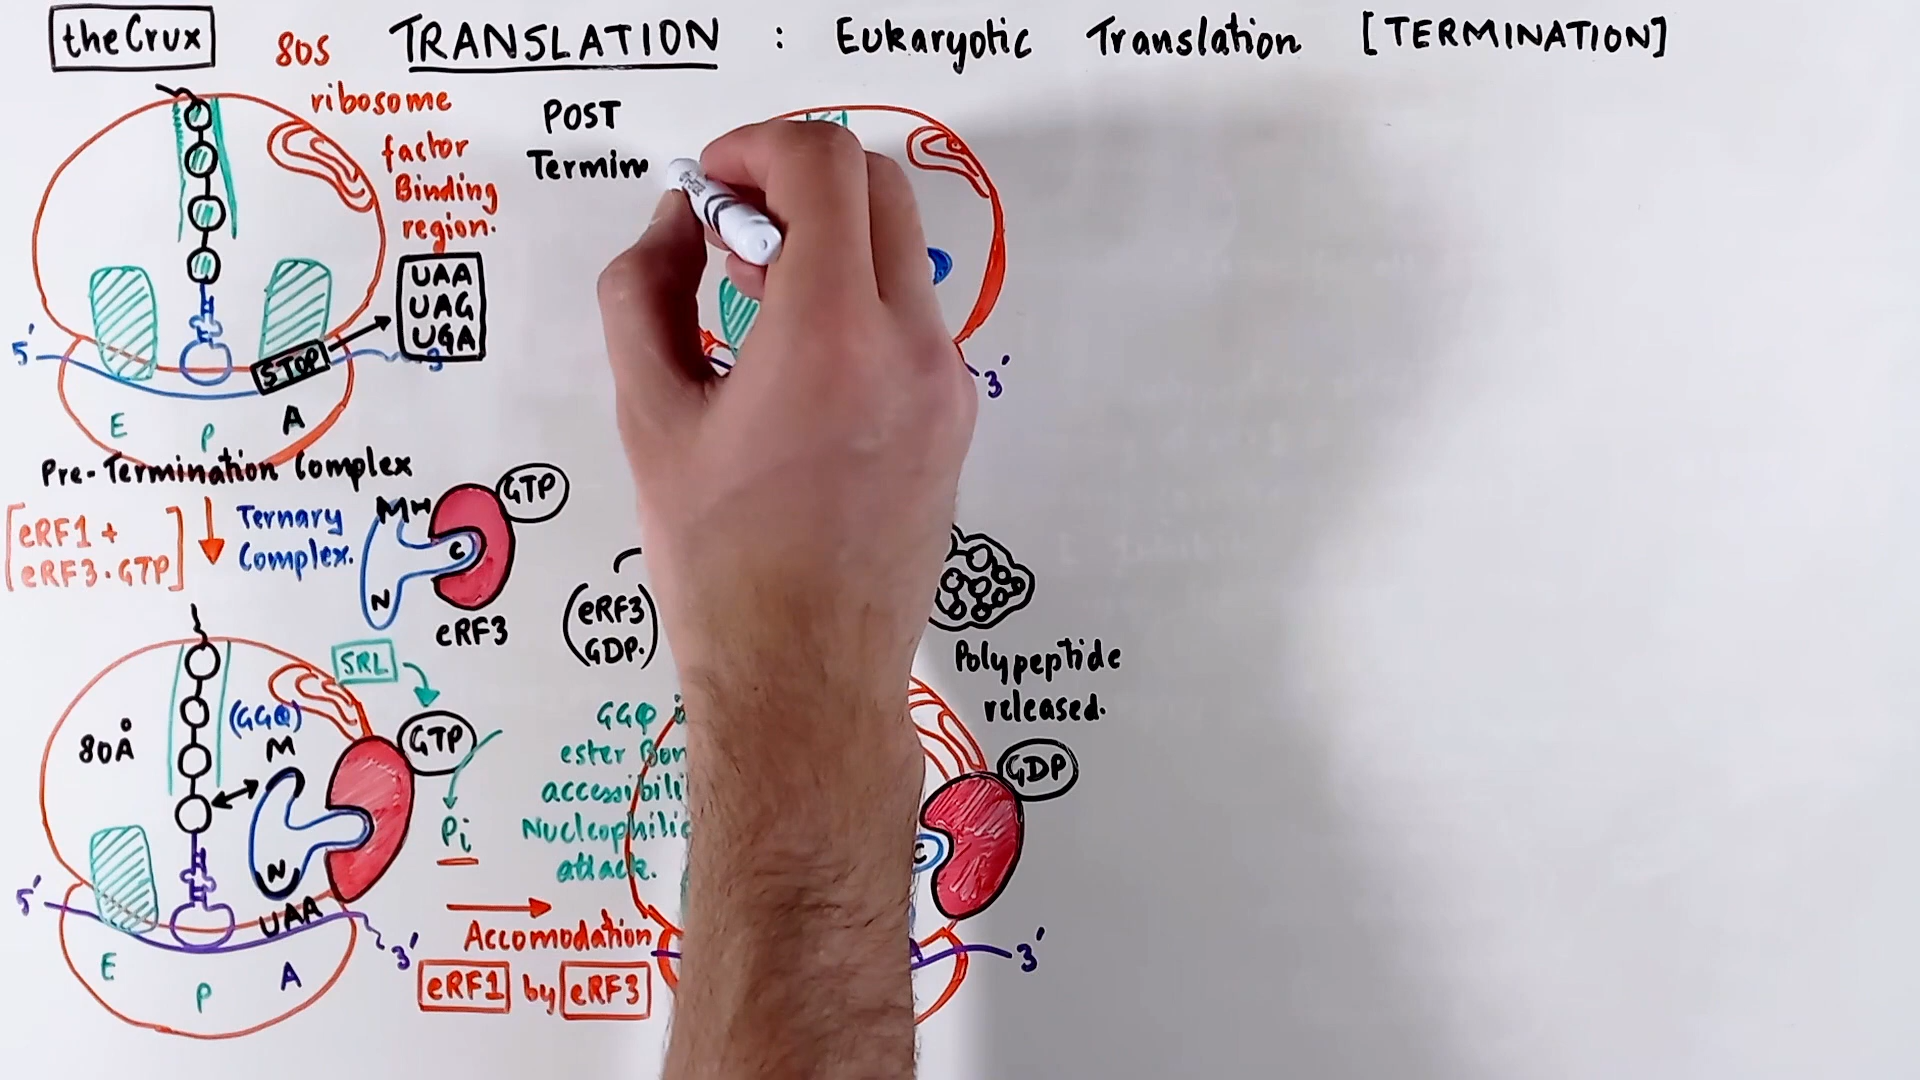 theCrux
80S
ribosome
TRANSLATION : Eukaryotic Translation [TERMINATION]
factor
Binding
region.
UAA
UAG
UGA
5'
STOP
3'
E
P
A
Pre-Termination Complex
[eRF1 +
eRF3.GTP]
Ternary
Complex.
M
H
C
N
GTP
eRF3
SRL
80Å
(GGQ)
M
N
GTP
Pi
5'
UAA
3'
E
P
A
Accomodation
eRF1 by eRF3
POST
Termin
3'
(eRF3
GDP.)
GGQ
ester
Nucleophilic
attack.
Polypeptide
released.
GDP
C
3'